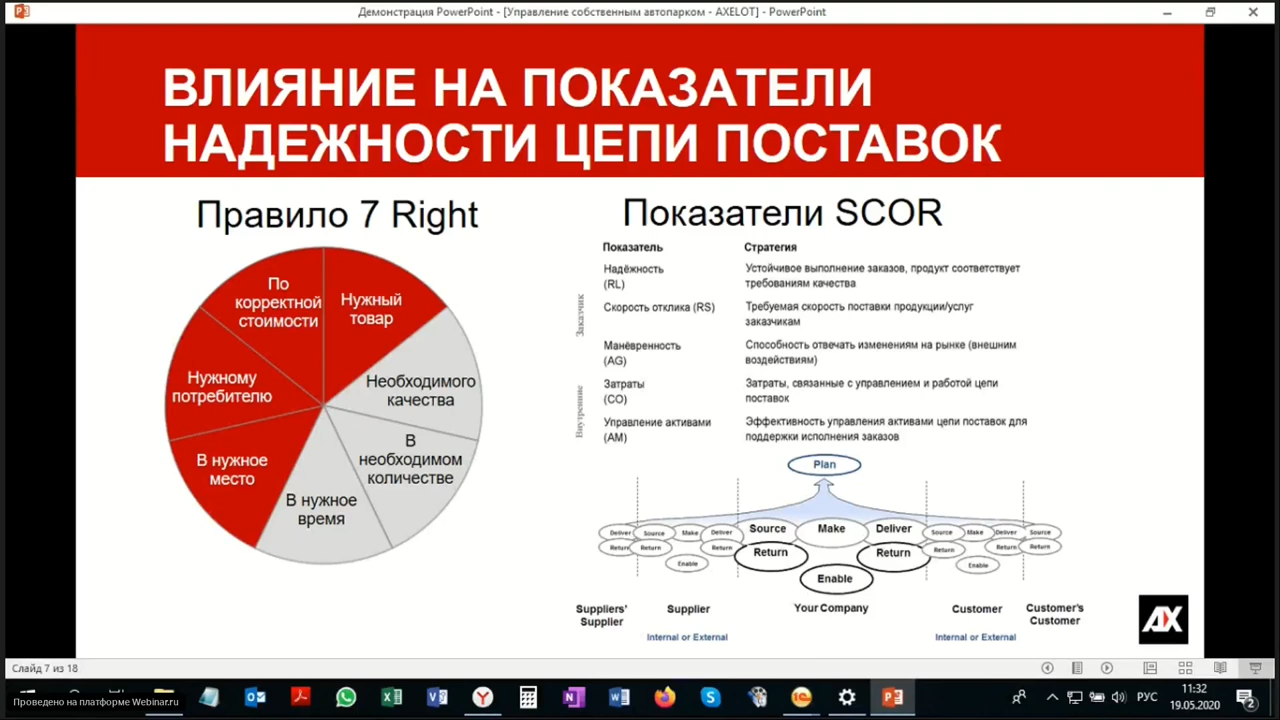 Демонстрация PowerPoint - [Управление собственным автопарком - AXELOT] - PowerPoint
ВЛИЯНИЕ НА ПОКАЗАТЕЛИ
НАДЕЖНОСТИ ЦЕПИ ПОСТАВОК
Правило 7 Right
По
корректной
стоимости
Нужный
товар
Нужному
потребителю
Необходимого
качества
В нужное
место
В
необходимом
количестве
В нужное
время
Показатели SCOR
Показатель Стратегия
Заказчик
Надёжность
(RL)
Устойчивое выполнение заказов, продукт соответствует
требованиям качества
Скорость отклика (RS)
Требуемая скорость поставки продукции/услуг
заказчикам
Манёвренность
(AG)
Способность отвечать изменениям на рынке (внешним
воздействиям)
Внутренние
Затраты
(CO)
Затраты, связанные с управлением и работой цепи
поставок
Управление активами
(AM)
Эффективность управления активами цепи поставок для
поддержки исполнения заказов
Plan
Deliver Source Make Deliver Source Make Deliver Source Make Deliver Source
Return Return Return Return Return Return Return Return
Enable Enable Enable
Suppliers'
Supplier
Supplier
Your Company
Customer
Customer's
Customer
Internal or External
Internal or External
AX
Слайд 7 из 18
Проведено на платформе Webinar.ru
РУС
11:32
19.05.2020
2